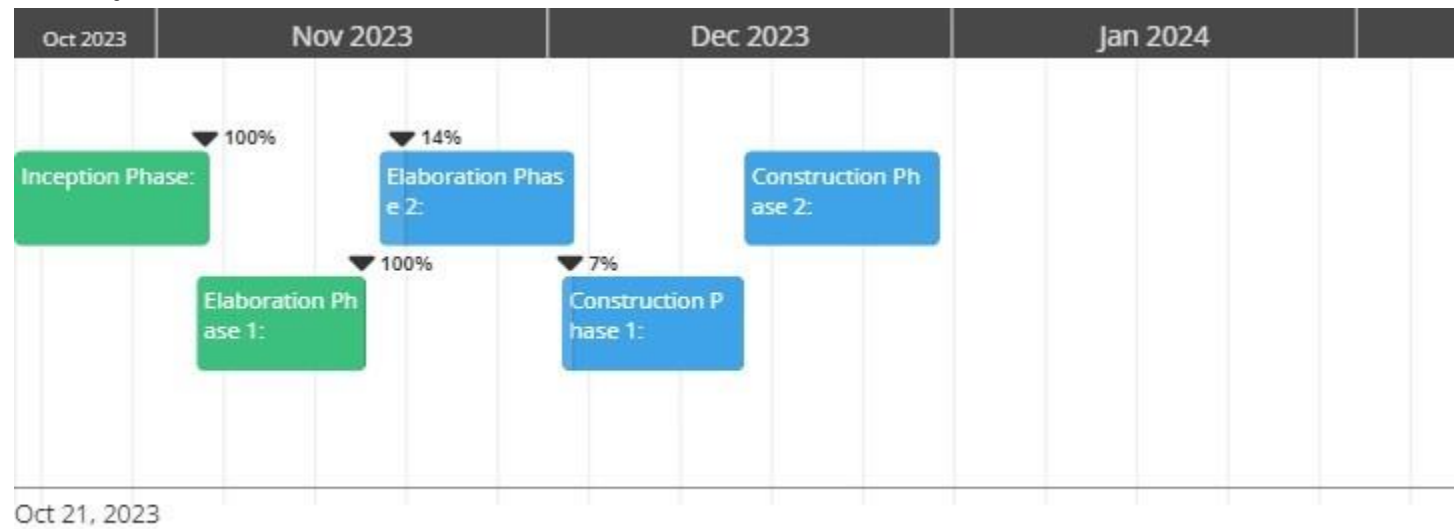 Oct 2023
Nov 2023
Dec 2023
Jan 2024
100%
14%
Inception Phase:
Elaboration Phas
e 2:
Construction Ph
ase 2:
100%
7%
Elaboration Ph
ase 1:
Construction P
hase 1:
Oct 21, 2023